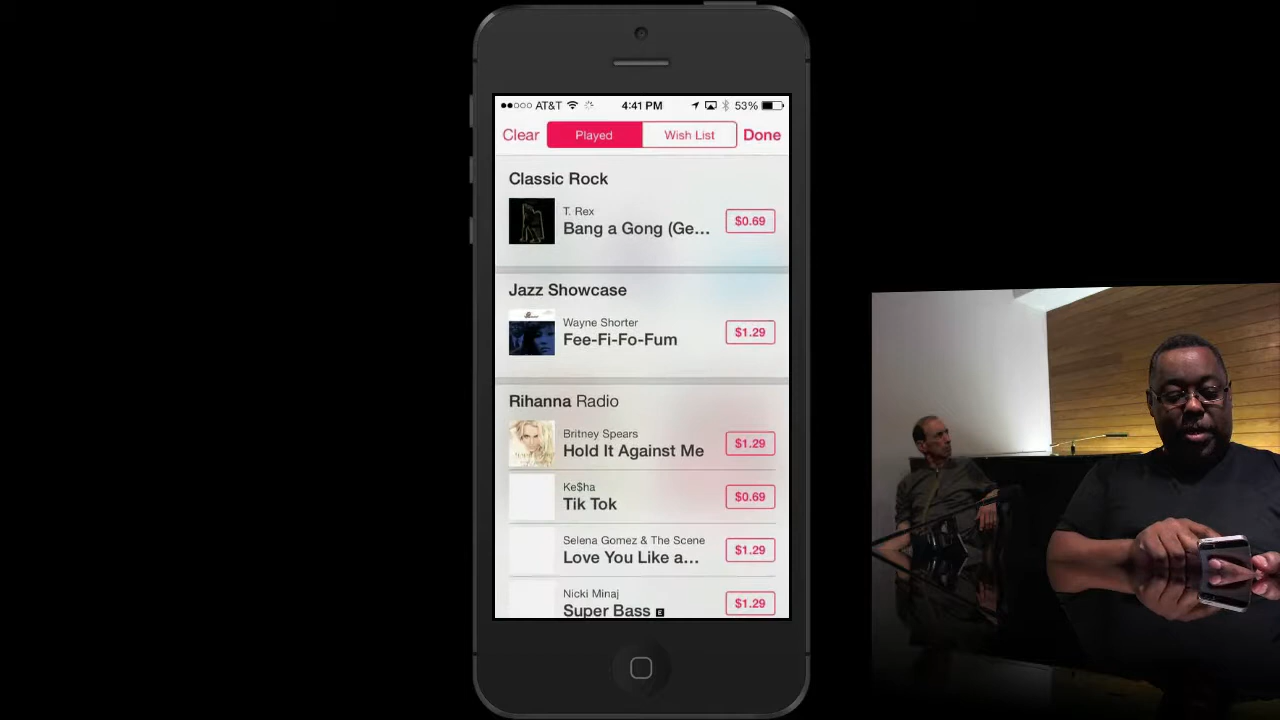 AT&T 4:41 PM 53%
Clear Played Wish List Done
Classic Rock
T. Rex
Bang a Gong (Ge... $0.69
Jazz Showcase
Wayne Shorter
Fee-Fi-Fo-Fum $1.29
Rihanna Radio
Britney Spears
Hold It Against Me $1.29
Ke$ha
Tik Tok $0.69
Selena Gomez & The Scene
Love You Like a... $1.29
Nicki Minaj
Super Bass E $1.29